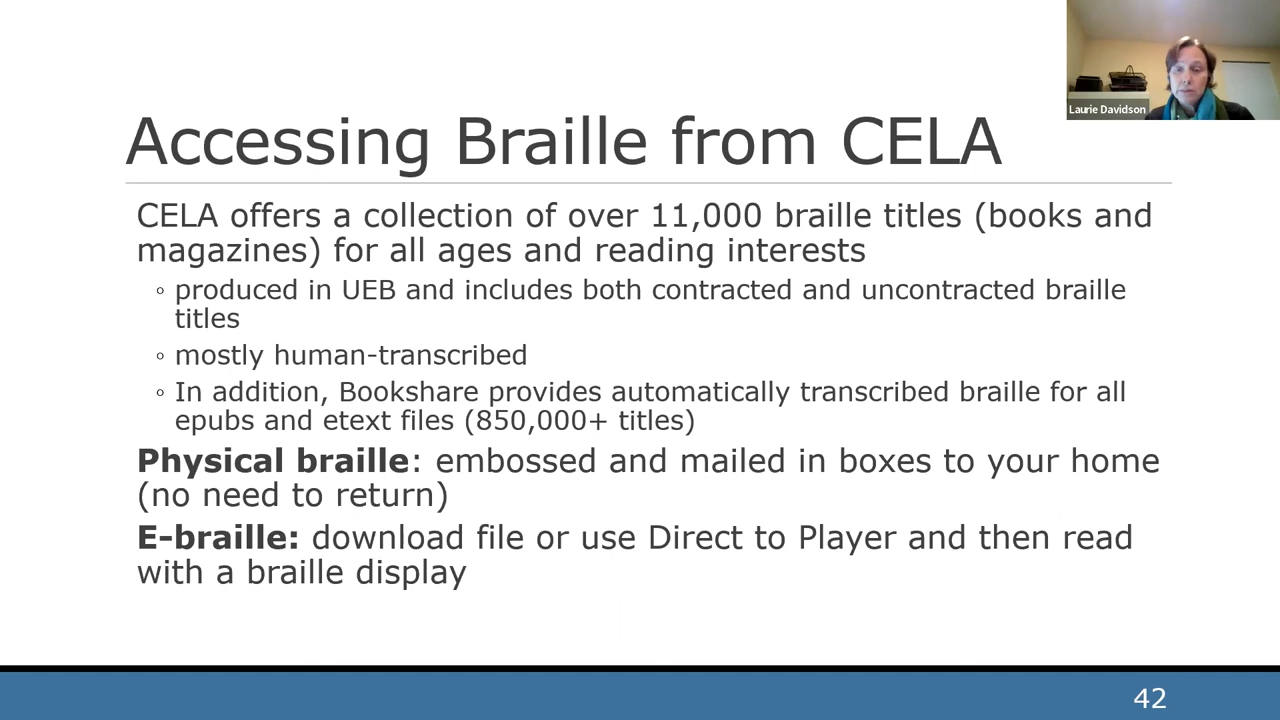 Laurie Davidson
Accessing Braille from CELA
CELA offers a collection of over 11,000 braille titles (books and
magazines) for all ages and reading interests
◦ produced in UEB and includes both contracted and uncontracted braille
titles
◦ mostly human-transcribed
◦ In addition, Bookshare provides automatically transcribed braille for all
epubs and etext files (850,000+ titles)
Physical braille: embossed and mailed in boxes to your home
(no need to return)
E-braille: download file or use Direct to Player and then read
with a braille display
42